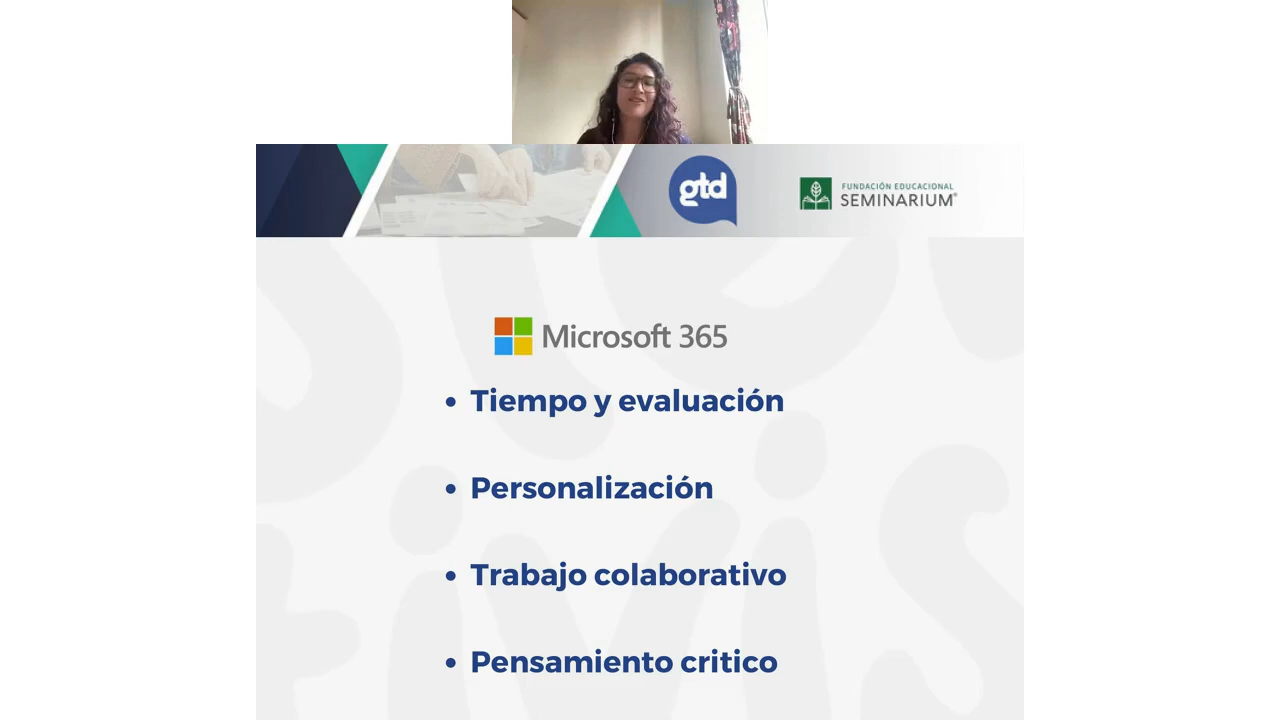 gtd
FUNDACIÓN EDUCACIONAL
SEMINARIUM®
Microsoft 365
• Tiempo y evaluación
• Personalización
• Trabajo colaborativo
• Pensamiento critico